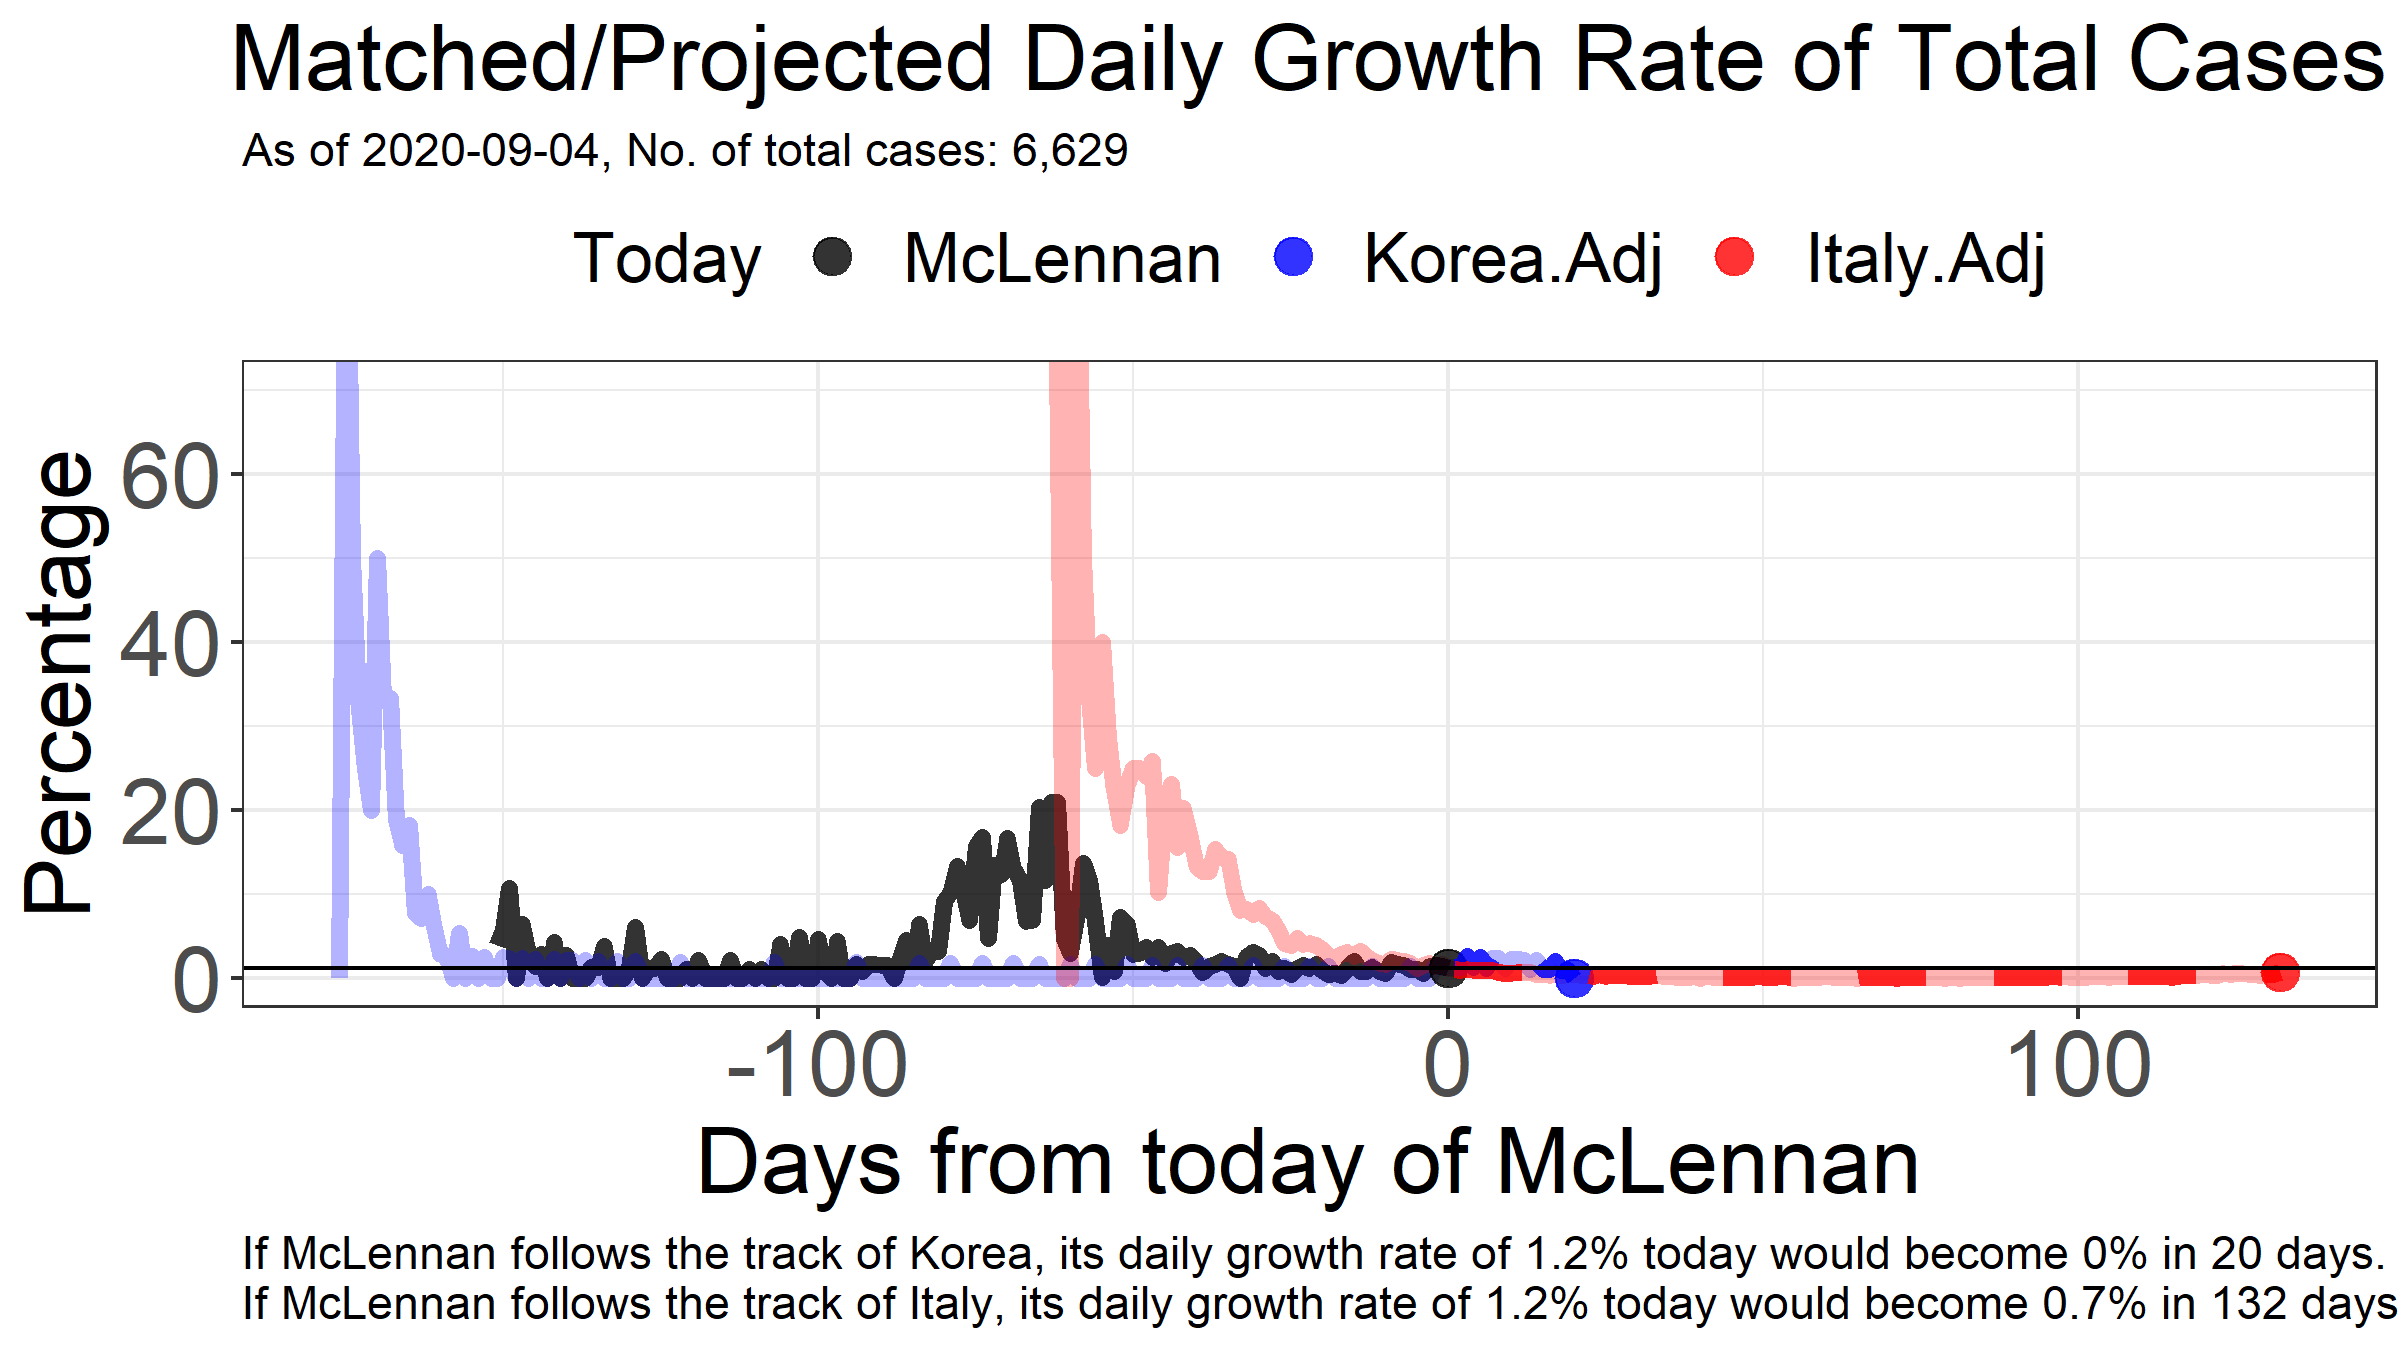 Matched/Projected Daily Growth Rate of Total Cases
As of 2020-09-04, No. of total cases: 6,629
Today McLennan Korea.Adj Italy.Adj
Percentage
60
40
20
0
-100 0 100
Days from today of McLennan
If McLennan follows the track of Korea, its daily growth rate of 1.2% today would become 0% in 20 days.
If McLennan follows the track of Italy, its daily growth rate of 1.2% today would become 0.7% in 132 days